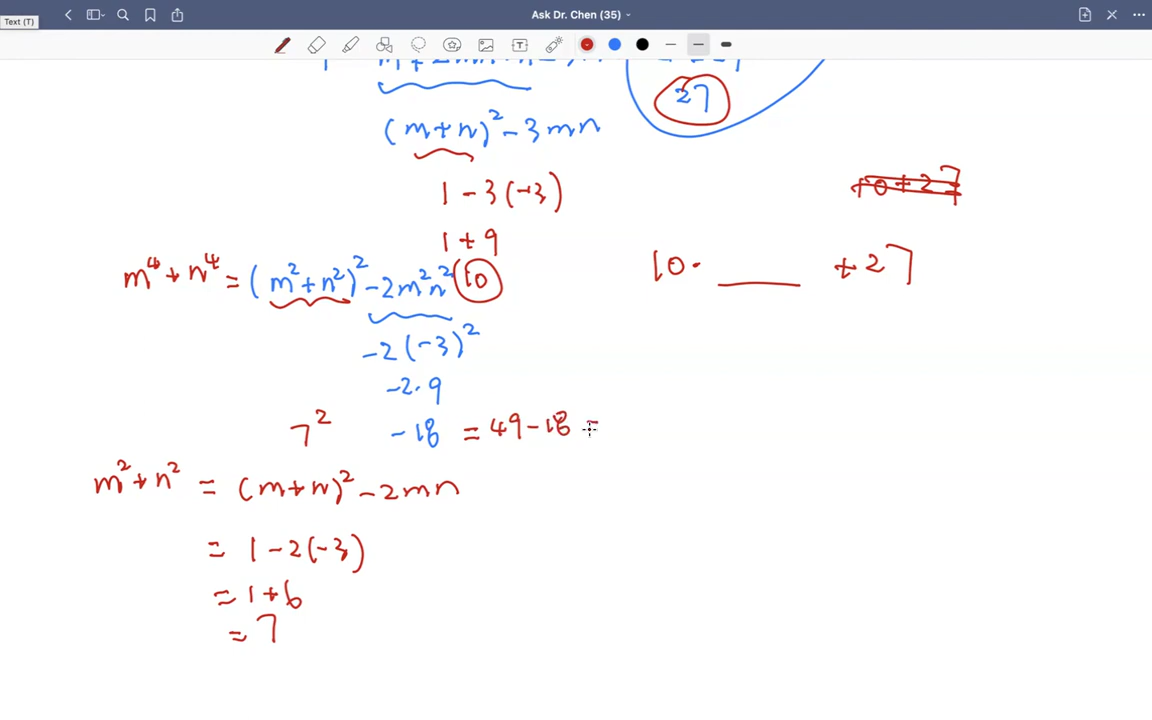 Text (T)
Ask Dr. Chen (35)
27
(m+n)² - 3mn
1 - 3(-3)
10+27
1 + 9
m⁴ + n⁴ = (m² + n²)² - 2m²n²
10
10· ____ + 27
-2(-3)²
-2·9
7² -18 = 49 - 18 =
m² + n² = (m+n)² - 2mn
= 1 - 2(-3)
= 1 + 6
= 7